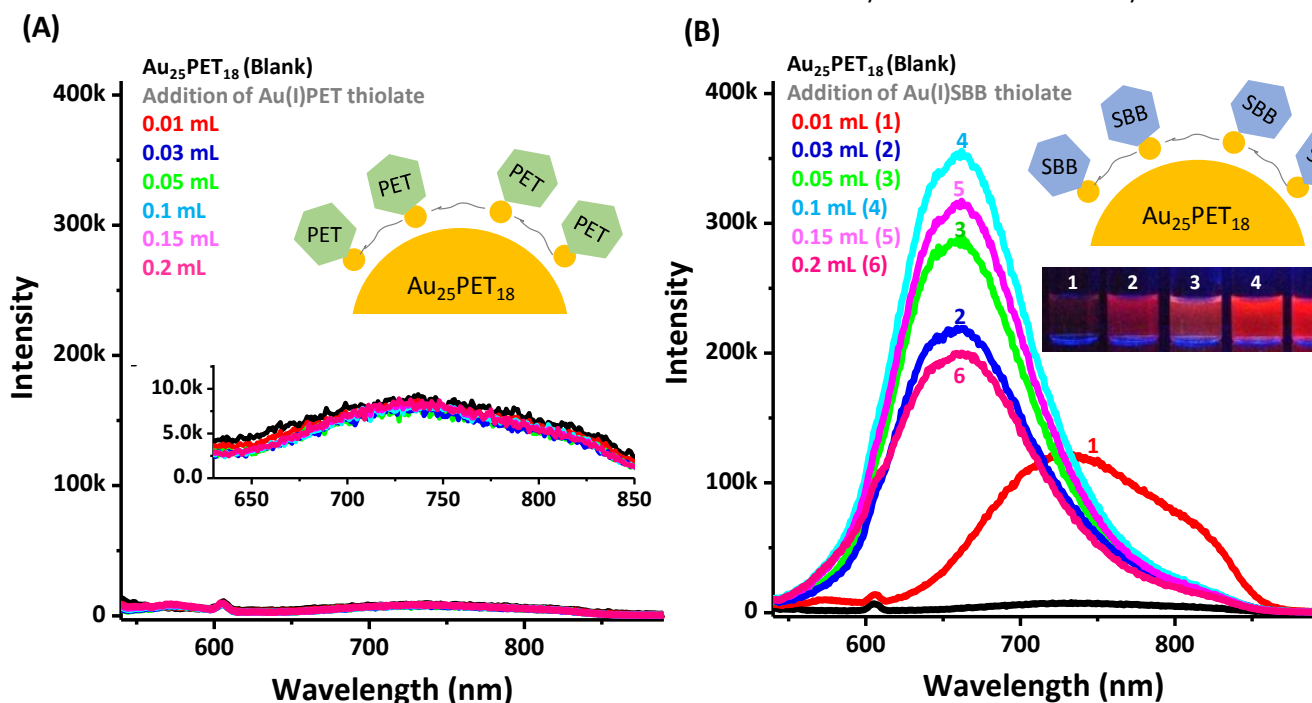 (A)
Au₂₅PET₁₈ (Blank)
Addition of Au(I)PET thiolate
0.01 mL
0.03 mL
0.05 mL
0.1 mL
0.15 mL
0.2 mL
PET
PET
PET
PET
Au₂₅PET₁₈
400k
300k
200k
100k
0
Intensity
10.0k
5.0k
0.0
650
700
750
800
850
600
700
800
Wavelength (nm)
(B)
Au₂₅PET₁₈ (Blank)
Addition of Au(I)SBB thiolate
0.01 mL (1)
0.03 mL (2)
0.05 mL (3)
0.1 mL (4)
0.15 mL (5)
0.2 mL (6)
SBB
SBB
SBB
Au₂₅PET₁₈
1
2
3
4
4
5
3
2
6
1
400k
300k
200k
100k
0
Intensity
600
700
800
Wavelength (nm)